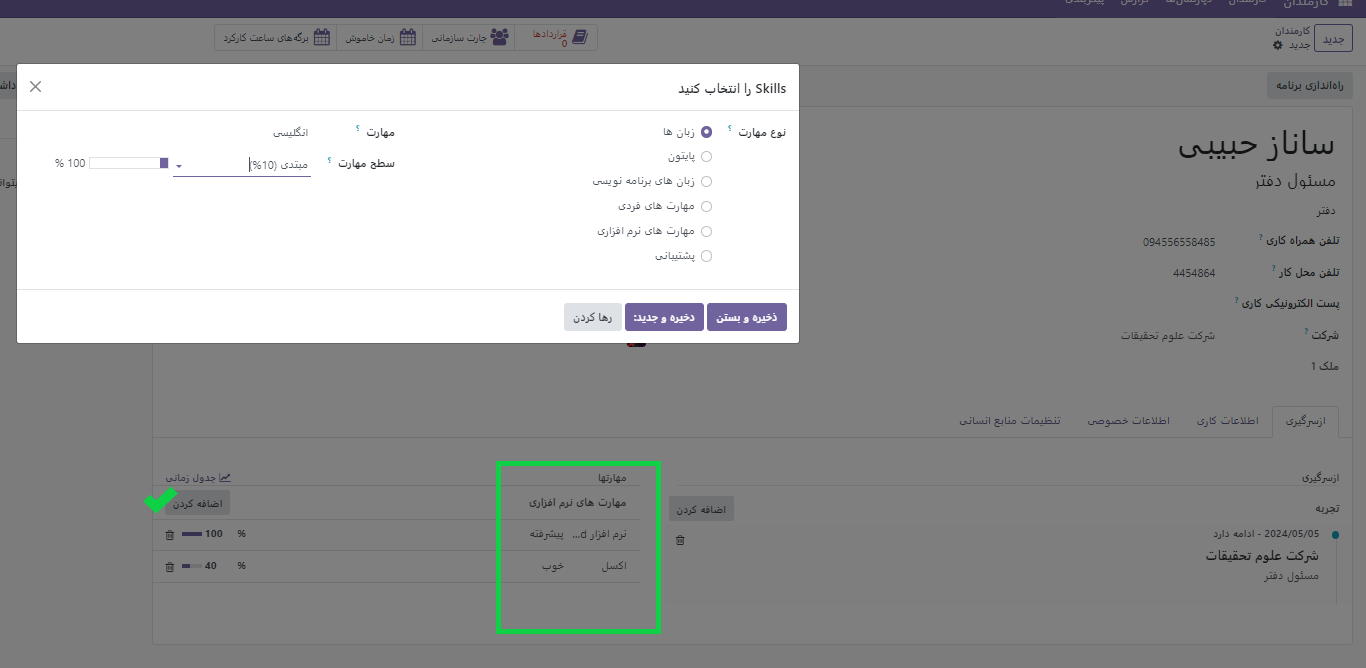 کارمندان
کارمندان
دپارتمان‌ها
گزارش
پیکربندی
جدید
کارمندان
جدید
قراردادها
0
چارت سازمانی
زمان خاموش
برگه‌های ساعت کارکرد
راه‌اندازی برنامه
Skills را انتخاب کنید
نوع مهارت ?
زبان ها
پایتون
زبان های برنامه نویسی
مهارت های فردی
مهارت های نرم افزاری
پشتیبانی
مهارت ?
انگلیسی
سطح مهارت ?
مبتدی (10%)
100 %
ذخیره و بستن
ذخیره و جدید:
رها کردن
ساناز حبیبی
مسئول دفتر
دفتر
تلفن همراه کاری ?
094556558485
تلفن محل کار ?
4454864
پست الکترونیکی کاری ?
شرکت ?
شرکت علوم تحقیقات
ملک 1
ازسرگیری
اطلاعات کاری
اطلاعات خصوصی
تنظیمات منابع انسانی
ازسرگیری
تجربه
اضافه کردن
2024/05/05 - ادامه دارد
شرکت علوم تحقیقات
مسئول دفتر
مهارتها
جدول زمانی
مهارت های نرم افزاری
اضافه کردن
نرم افزار d...
پیشرفته
100 %
اکسل
خوب
40 %